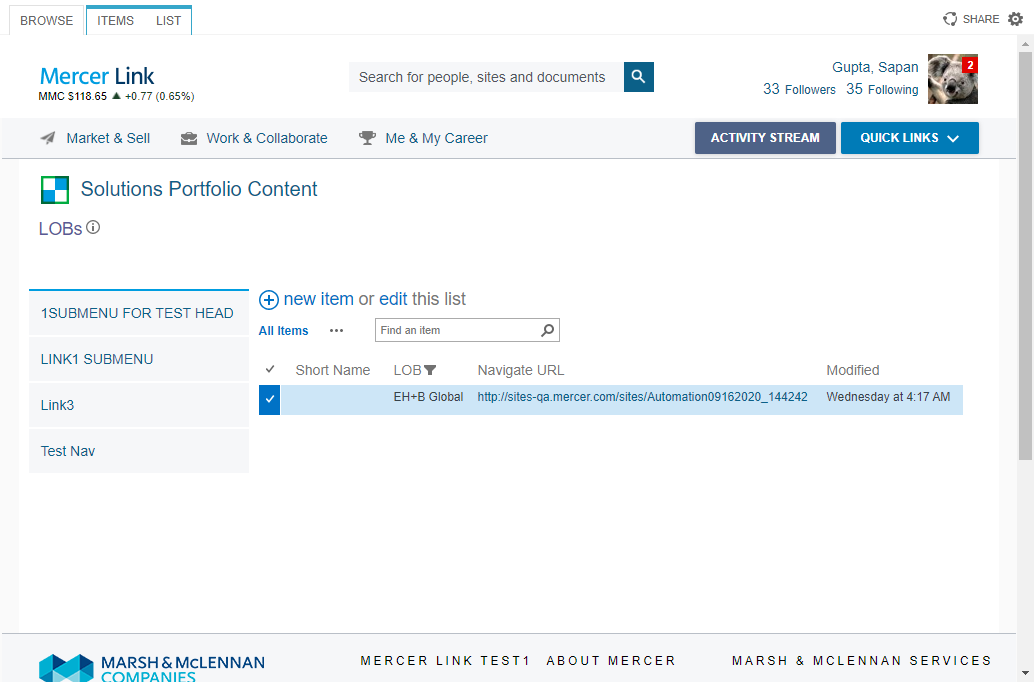 BROWSE ITEMS LIST SHARE
Mercer Link
MMC $118.65 ▲ +0.77 (0.65%)
Search for people, sites and documents
Gupta, Sapan
2
33 Followers 35 Following
Market & Sell Work & Collaborate Me & My Career ACTIVITY STREAM QUICK LINKS
Solutions Portfolio Content
LOBs
1SUBMENU FOR TEST HEAD
LINK1 SUBMENU
Link3
Test Nav
new item or edit this list
All Items ••• Find an item
Short Name LOB Navigate URL Modified
EH+B Global http://sites-qa.mercer.com/sites/Automation09162020_144242 Wednesday at 4:17 AM
MARSH & McLENNAN
COMPANIES
MERCER LINK TEST1 ABOUT MERCER MARSH & MCLENNAN SERVICES